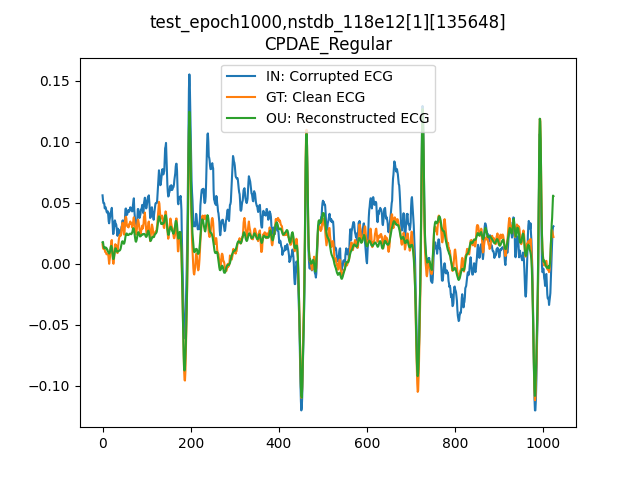 test_epoch1000,nstdb_118e12[1][135648]
CPDAE_Regular
IN: Corrupted ECG
GT: Clean ECG
OU: Reconstructed ECG
0.15
0.10
0.05
0.00
−0.05
−0.10
0 200 400 600 800 1000